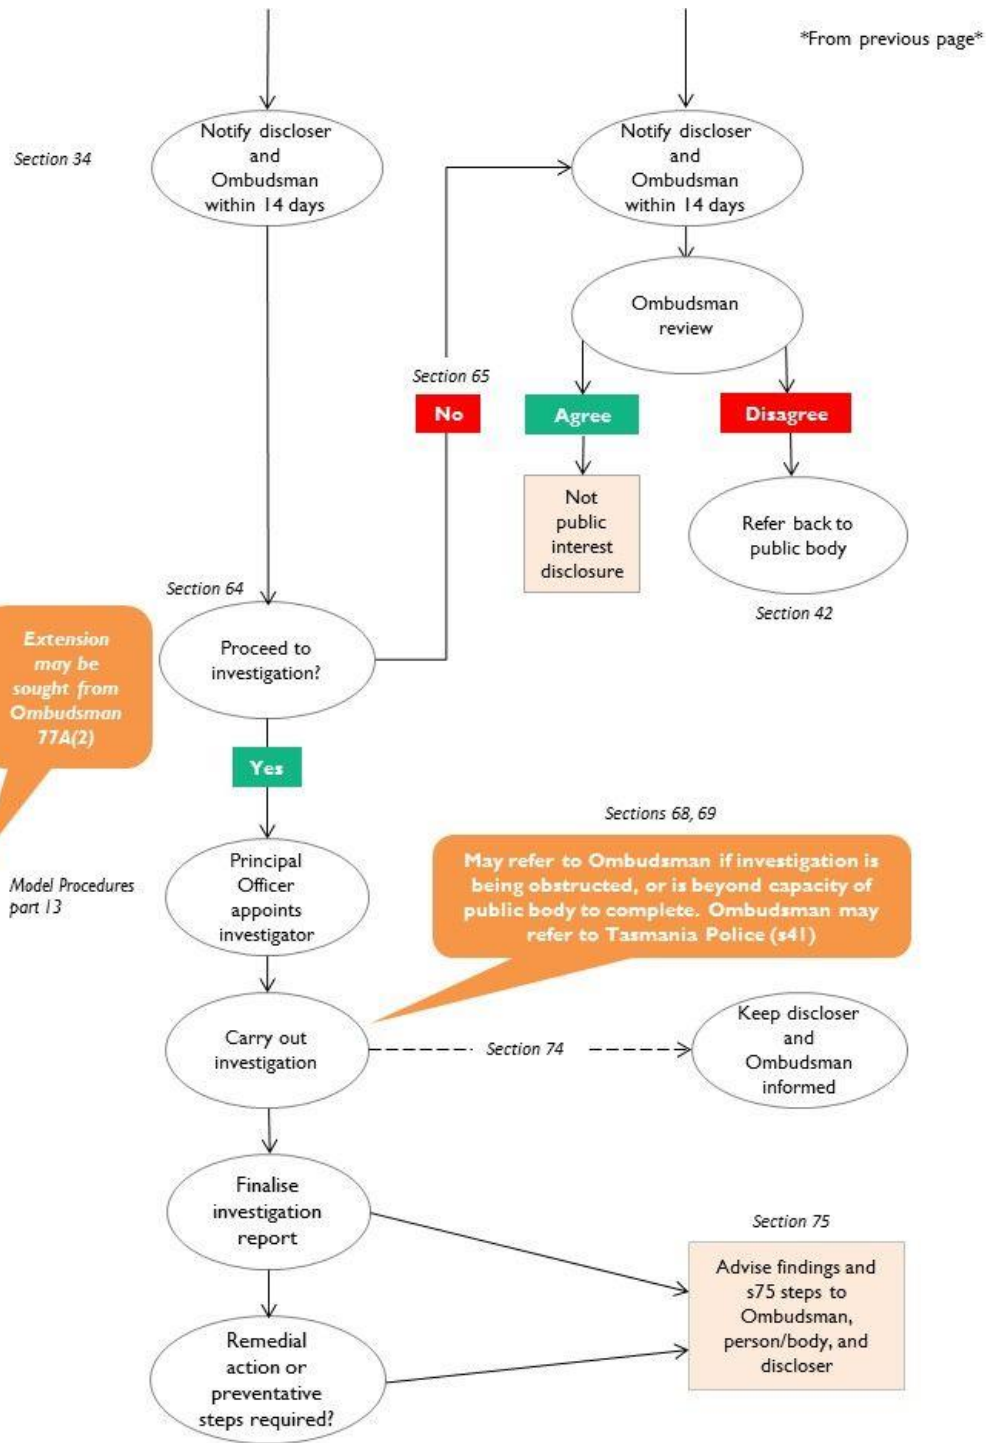 *From previous page*
Section 34
Notify discloser
and
Ombudsman
within 14 days
Notify discloser
and
Ombudsman
within 14 days
Ombudsman
review
Section 65
No
Agree
Disagree
Not
public
interest
disclosure
Refer back to
public body
Section 42
Section 64
Proceed to
investigation?
Extension
may be
sought from
Ombudsman
77A(2)
Yes
Sections 68, 69
May refer to Ombudsman if investigation is
being obstructed, or is beyond capacity of
public body to complete. Ombudsman may
refer to Tasmania Police (s41)
Model Procedures
part 13
Principal
Officer
appoints
investigator
Carry out
investigation
Section 74
Keep discloser
and
Ombudsman
informed
Finalise
investigation
report
Section 75
Advise findings and
s75 steps to
Ombudsman,
person/body, and
discloser
Remedial
action or
preventative
steps required?